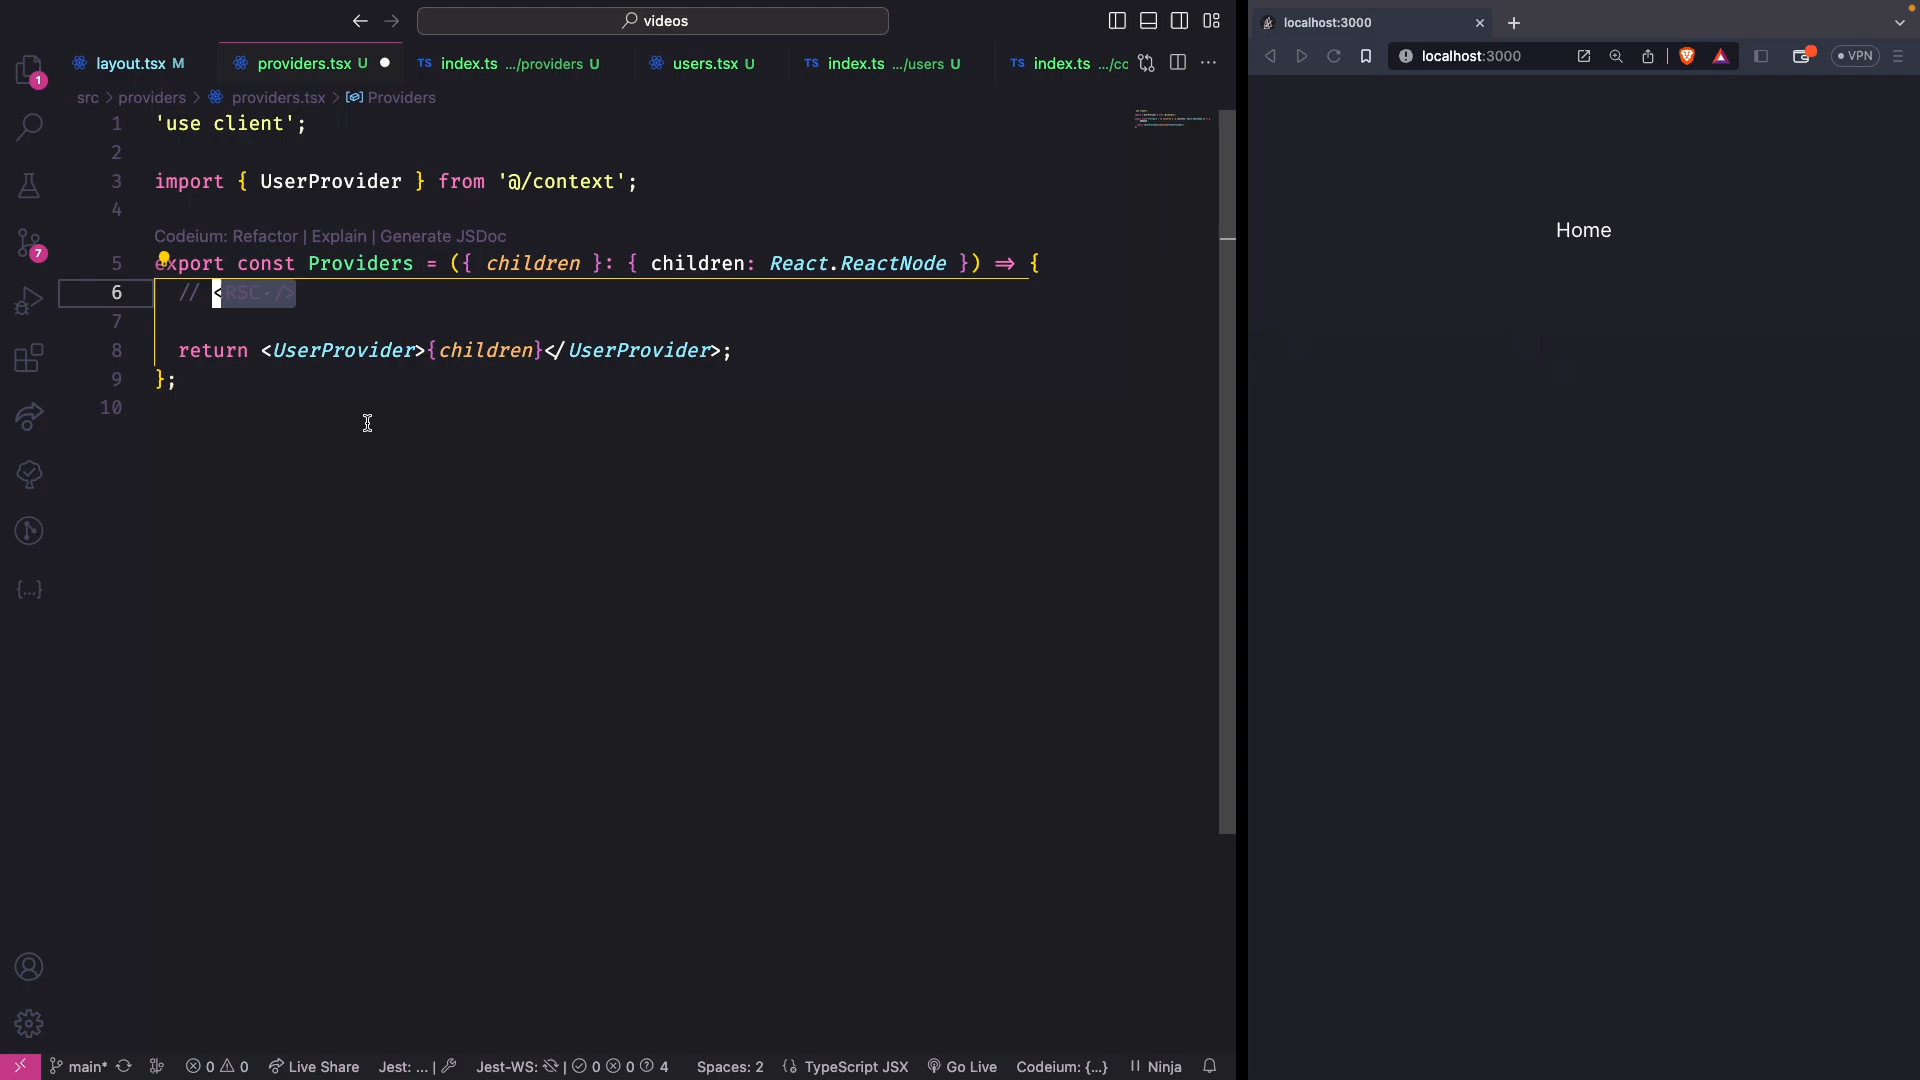 videos
layout.tsx M
providers.tsx U
index.ts .../providers U
users.tsx U
index.ts .../users U
index.ts .../cc
src > providers > providers.tsx > Providers
1 'use client';
2
3 import { UserProvider } from '@/context';
4
Codeium: Refactor | Explain | Generate JSDoc
5 export const Providers = ({ children }: { children: React.ReactNode }) => {
6 // <RSC />
7
8 return <UserProvider>{children}</UserProvider>;
9 };
10
1
7
main*
0 0
Live Share
Jest: ... |
Jest-WS: | 0 0 4
Spaces: 2
TypeScript JSX
Go Live
Codeium: {...}
Ninja
localhost:3000
localhost:3000
VPN
Home